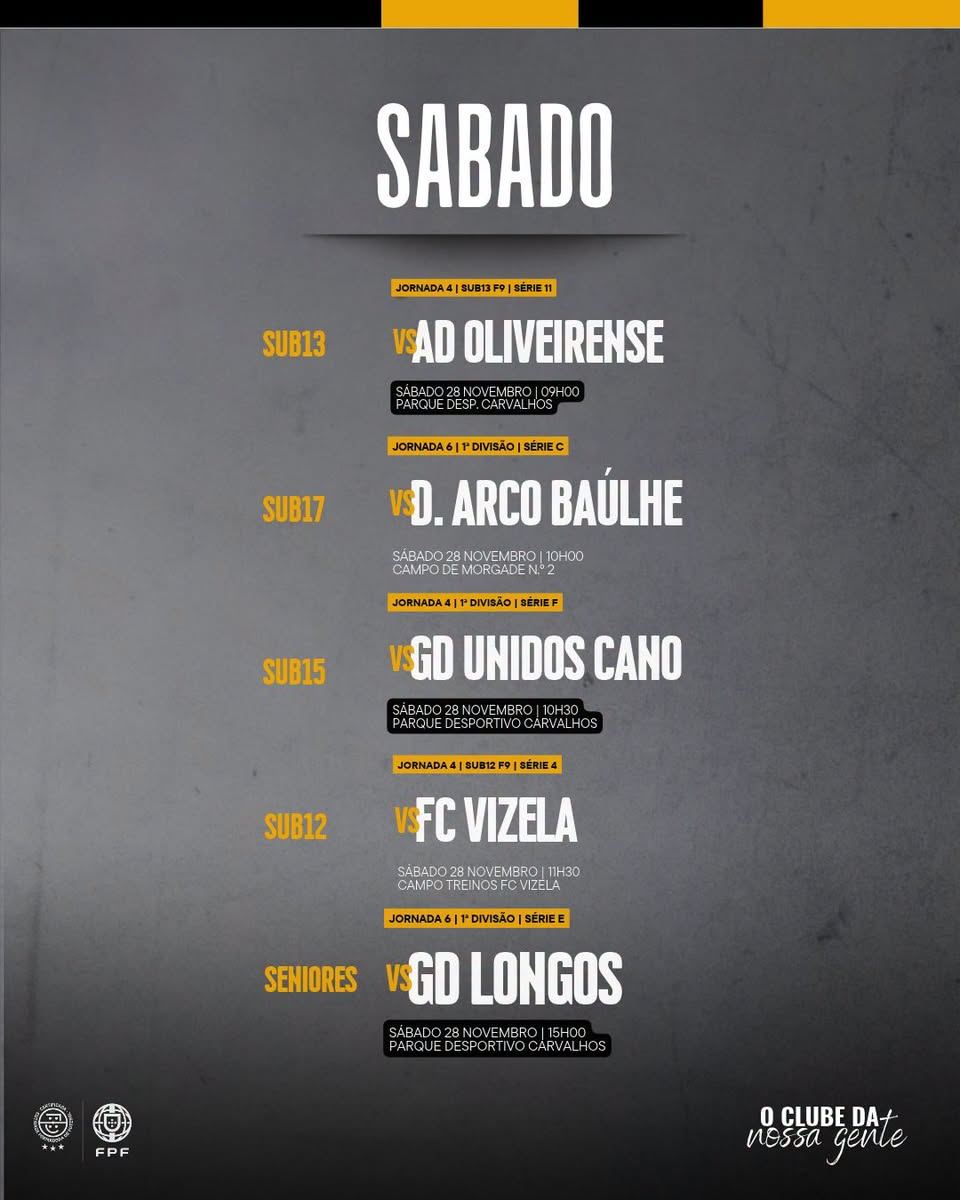 SABADO
JORNADA 4 | SUB13 F9 | SÉRIE 11
SUB13
VS AD OLIVEIRENSE
SÁBADO 28 NOVEMBRO | 09H00
PARQUE DESP. CARVALHOS
JORNADA 6 | 1ª DIVISÃO | SÉRIE C
SUB17
VS D. ARCO BAÚLHE
SÁBADO 28 NOVEMBRO | 10H00
CAMPO DE MORGADE N.º 2
JORNADA 4 | 1ª DIVISÃO | SÉRIE F
SUB15
VS GD UNIDOS CANO
SÁBADO 28 NOVEMBRO | 10H30
PARQUE DESPORTIVO CARVALHOS
JORNADA 4 | SUB12 F9 | SÉRIE 4
SUB12
VS FC VIZELA
SÁBADO 28 NOVEMBRO | 11H30
CAMPO TREINOS FC VIZELA
JORNADA 6 | 1ª DIVISÃO | SÉRIE E
SENIORES
VS GD LONGOS
SÁBADO 28 NOVEMBRO | 15H00
PARQUE DESPORTIVO CARVALHOS
FPF
O CLUBE DA
nossa gente